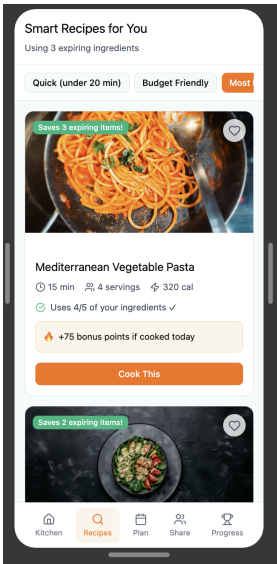 Smart Recipes for You
Using 3 expiring ingredients
Quick (under 20 min) Budget Friendly Most
Saves 3 expiring items!
Mediterranean Vegetable Pasta
15 min 4 servings 320 cal
Uses 4/5 of your ingredients ✓
🔥 +75 bonus points if cooked today
Cook This
Saves 2 expiring items!
Kitchen Recipes Plan Share Progress